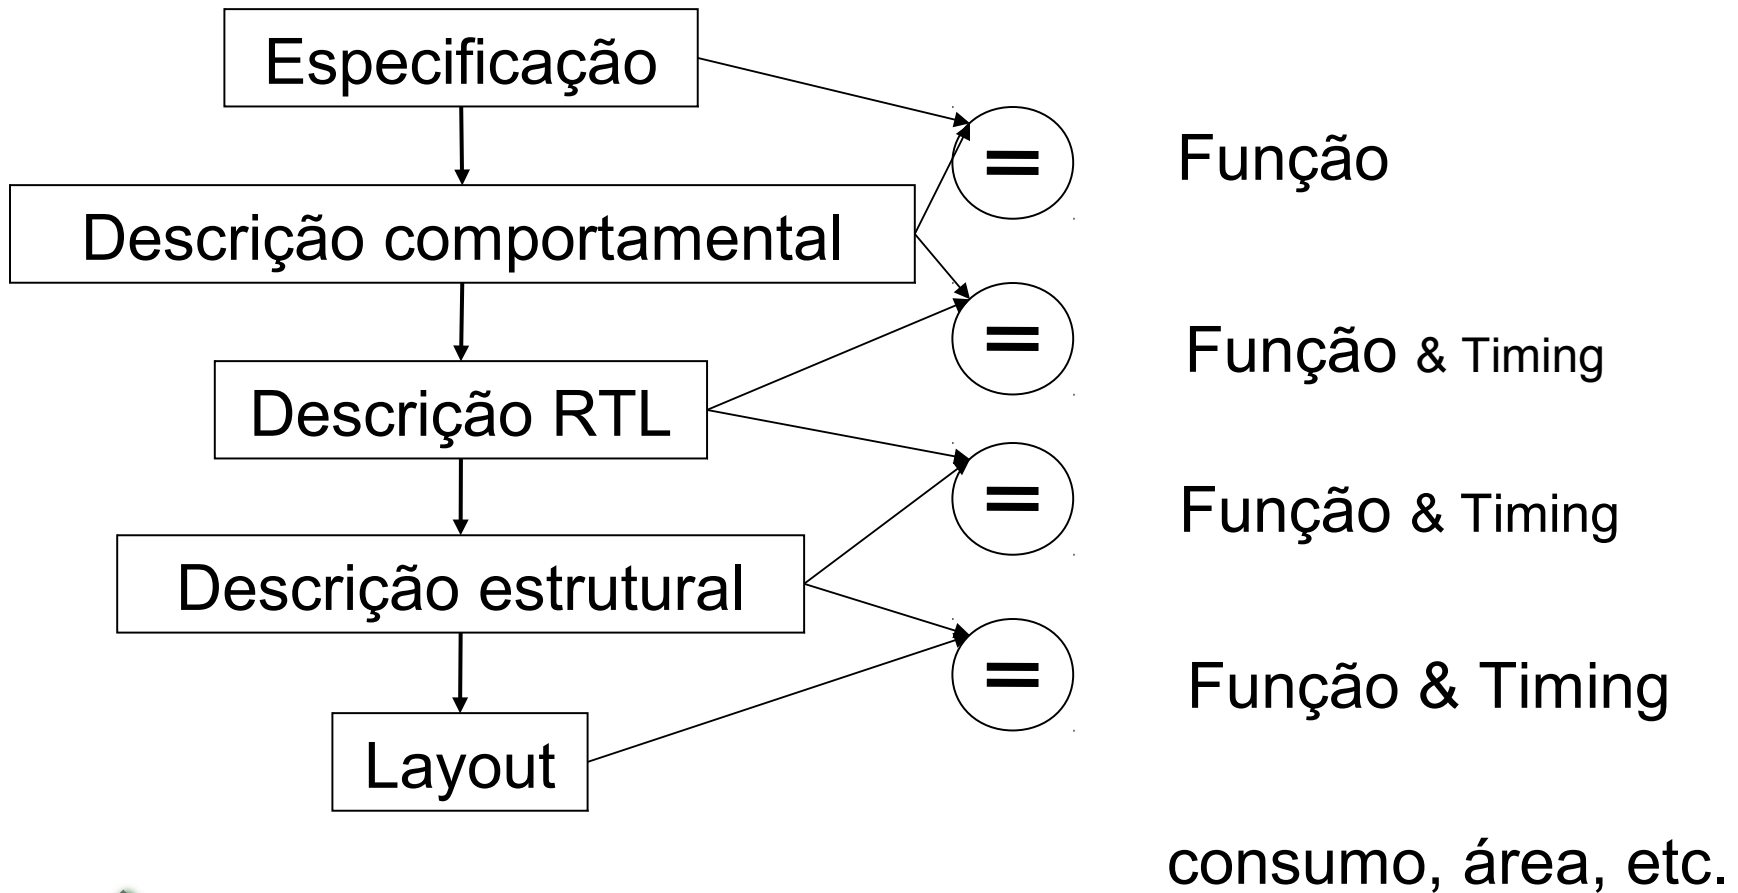 Especificação
=
Função
Descrição comportamental
=
Função & Timing
Descrição RTL
=
Função & Timing
Descrição estrutural
=
Função & Timing
Layout
consumo, área, etc.